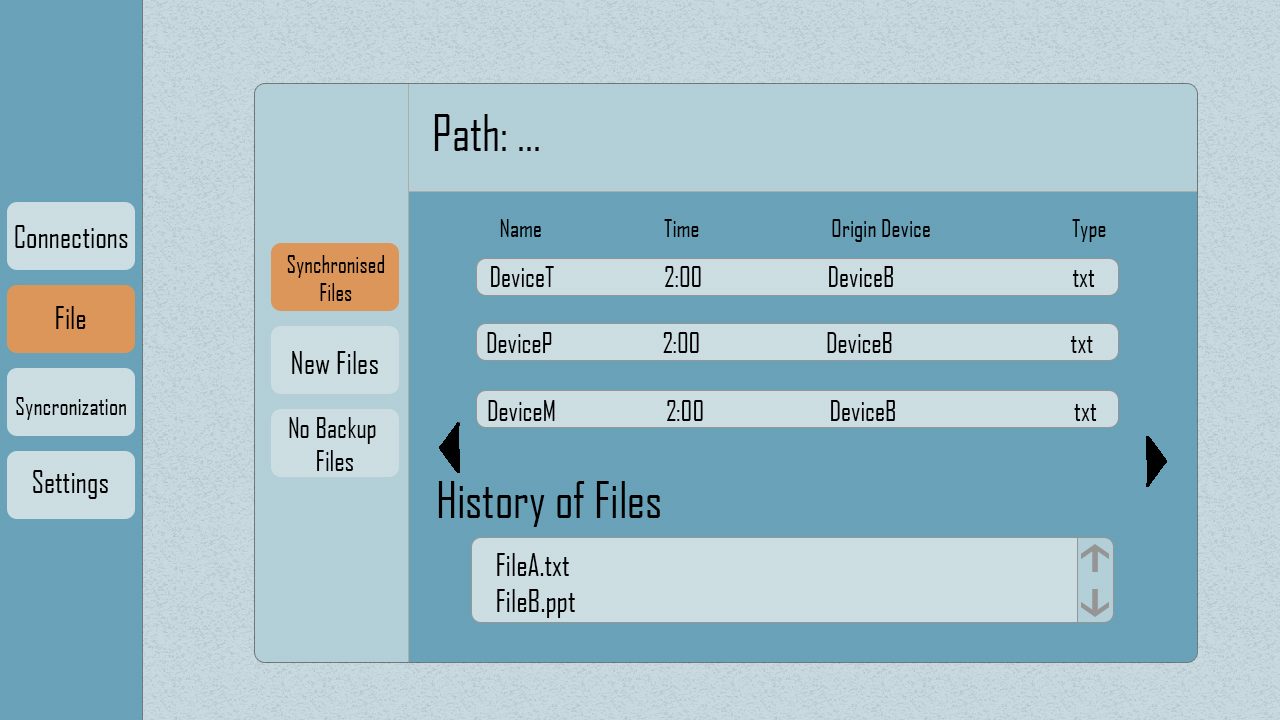 Connections
File
Syncronization
Settings
Synchronised
Files
New Files
No Backup
Files
Path: ...
Name Time Origin Device Type
DeviceT 2:00 DeviceB txt
DeviceP 2:00 DeviceB txt
DeviceM 2:00 DeviceB txt
History of Files
FileA.txt
FileB.ppt